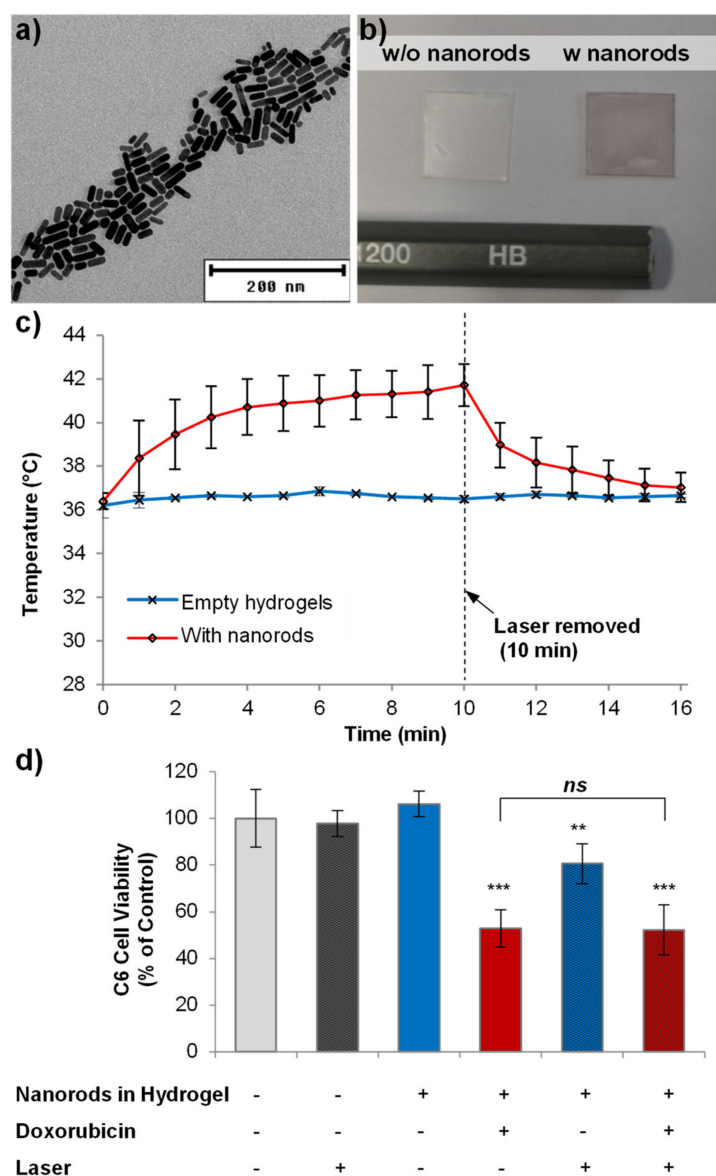 a)
200 nm
b)
w/o nanorods w nanorods
1200 HB
c)
44
42
40
38
36
34
32
30
28
Temperature (°C)
Empty hydrogels
With nanorods
Laser removed
(10 min)
0 2 4 6 8 10 12 14 16
Time (min)
d)
120
100
80
60
40
20
0
C6 Cell Viability
(% of Control)
ns
*** ** ***
Nanorods in Hydrogel - - + + + +
Doxorubicin - - - + - +
Laser - + - - + +